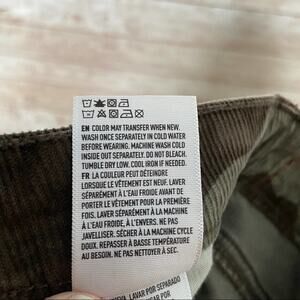 EN COLOR MAY TRANSFER WHEN NEW.
WASH ONCE SEPARATELY IN COLD WATER
BEFORE WEARING. MACHINE WASH COLD
INSIDE OUT SEPARATELY. DO NOT BLEACH.
TUMBLE DRY LOW. COOL IRON IF NEEDED.
FR LA COULEUR PEUT DÉTEINDRE
LORSQUE LE VÊTEMENT EST NEUF. LAVER
SÉPARÉMENT À L'EAU FROIDE AVANT DE
PORTER LE VÊTEMENT POUR LA PREMIÈRE
FOIS. LAVER SÉPARÉMENT À LA MACHINE
À L'EAU FROIDE, À L'ENVERS. NE PAS
JAVELLISER. SÉCHER À LA MACHINE CYCLE
DOUX. REPASSER À BASSE TEMPÉRATURE
AU BESOIN. NE PAS NETTOYER À SEC.
LAVAR POR SEPARADO